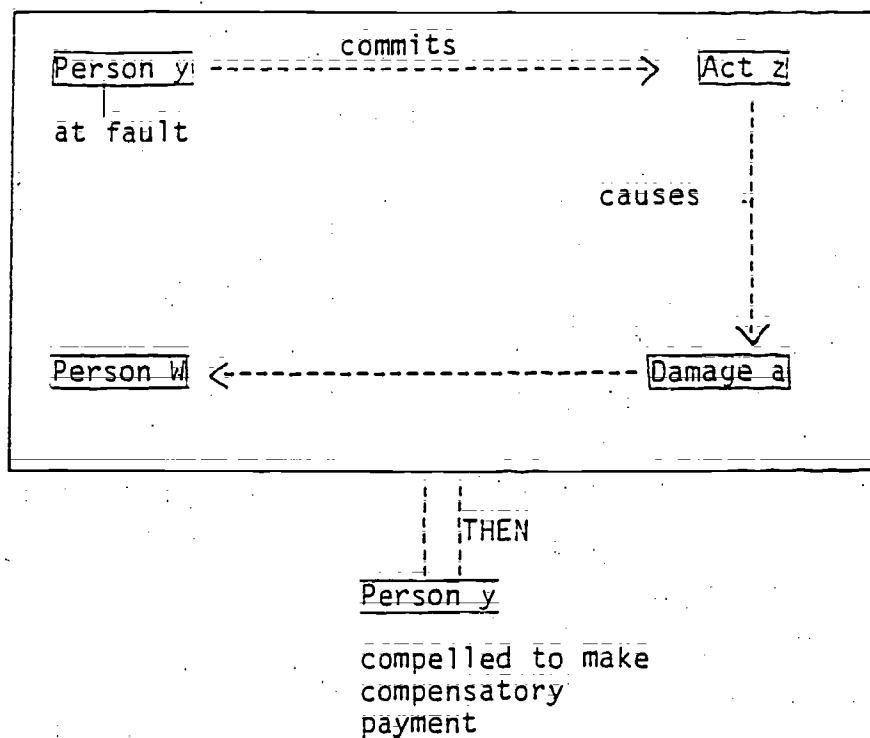 commits
Person y
Act z
at fault
causes
Person W
Damage a
THEN
Person y
compelled to make
compensatory
payment